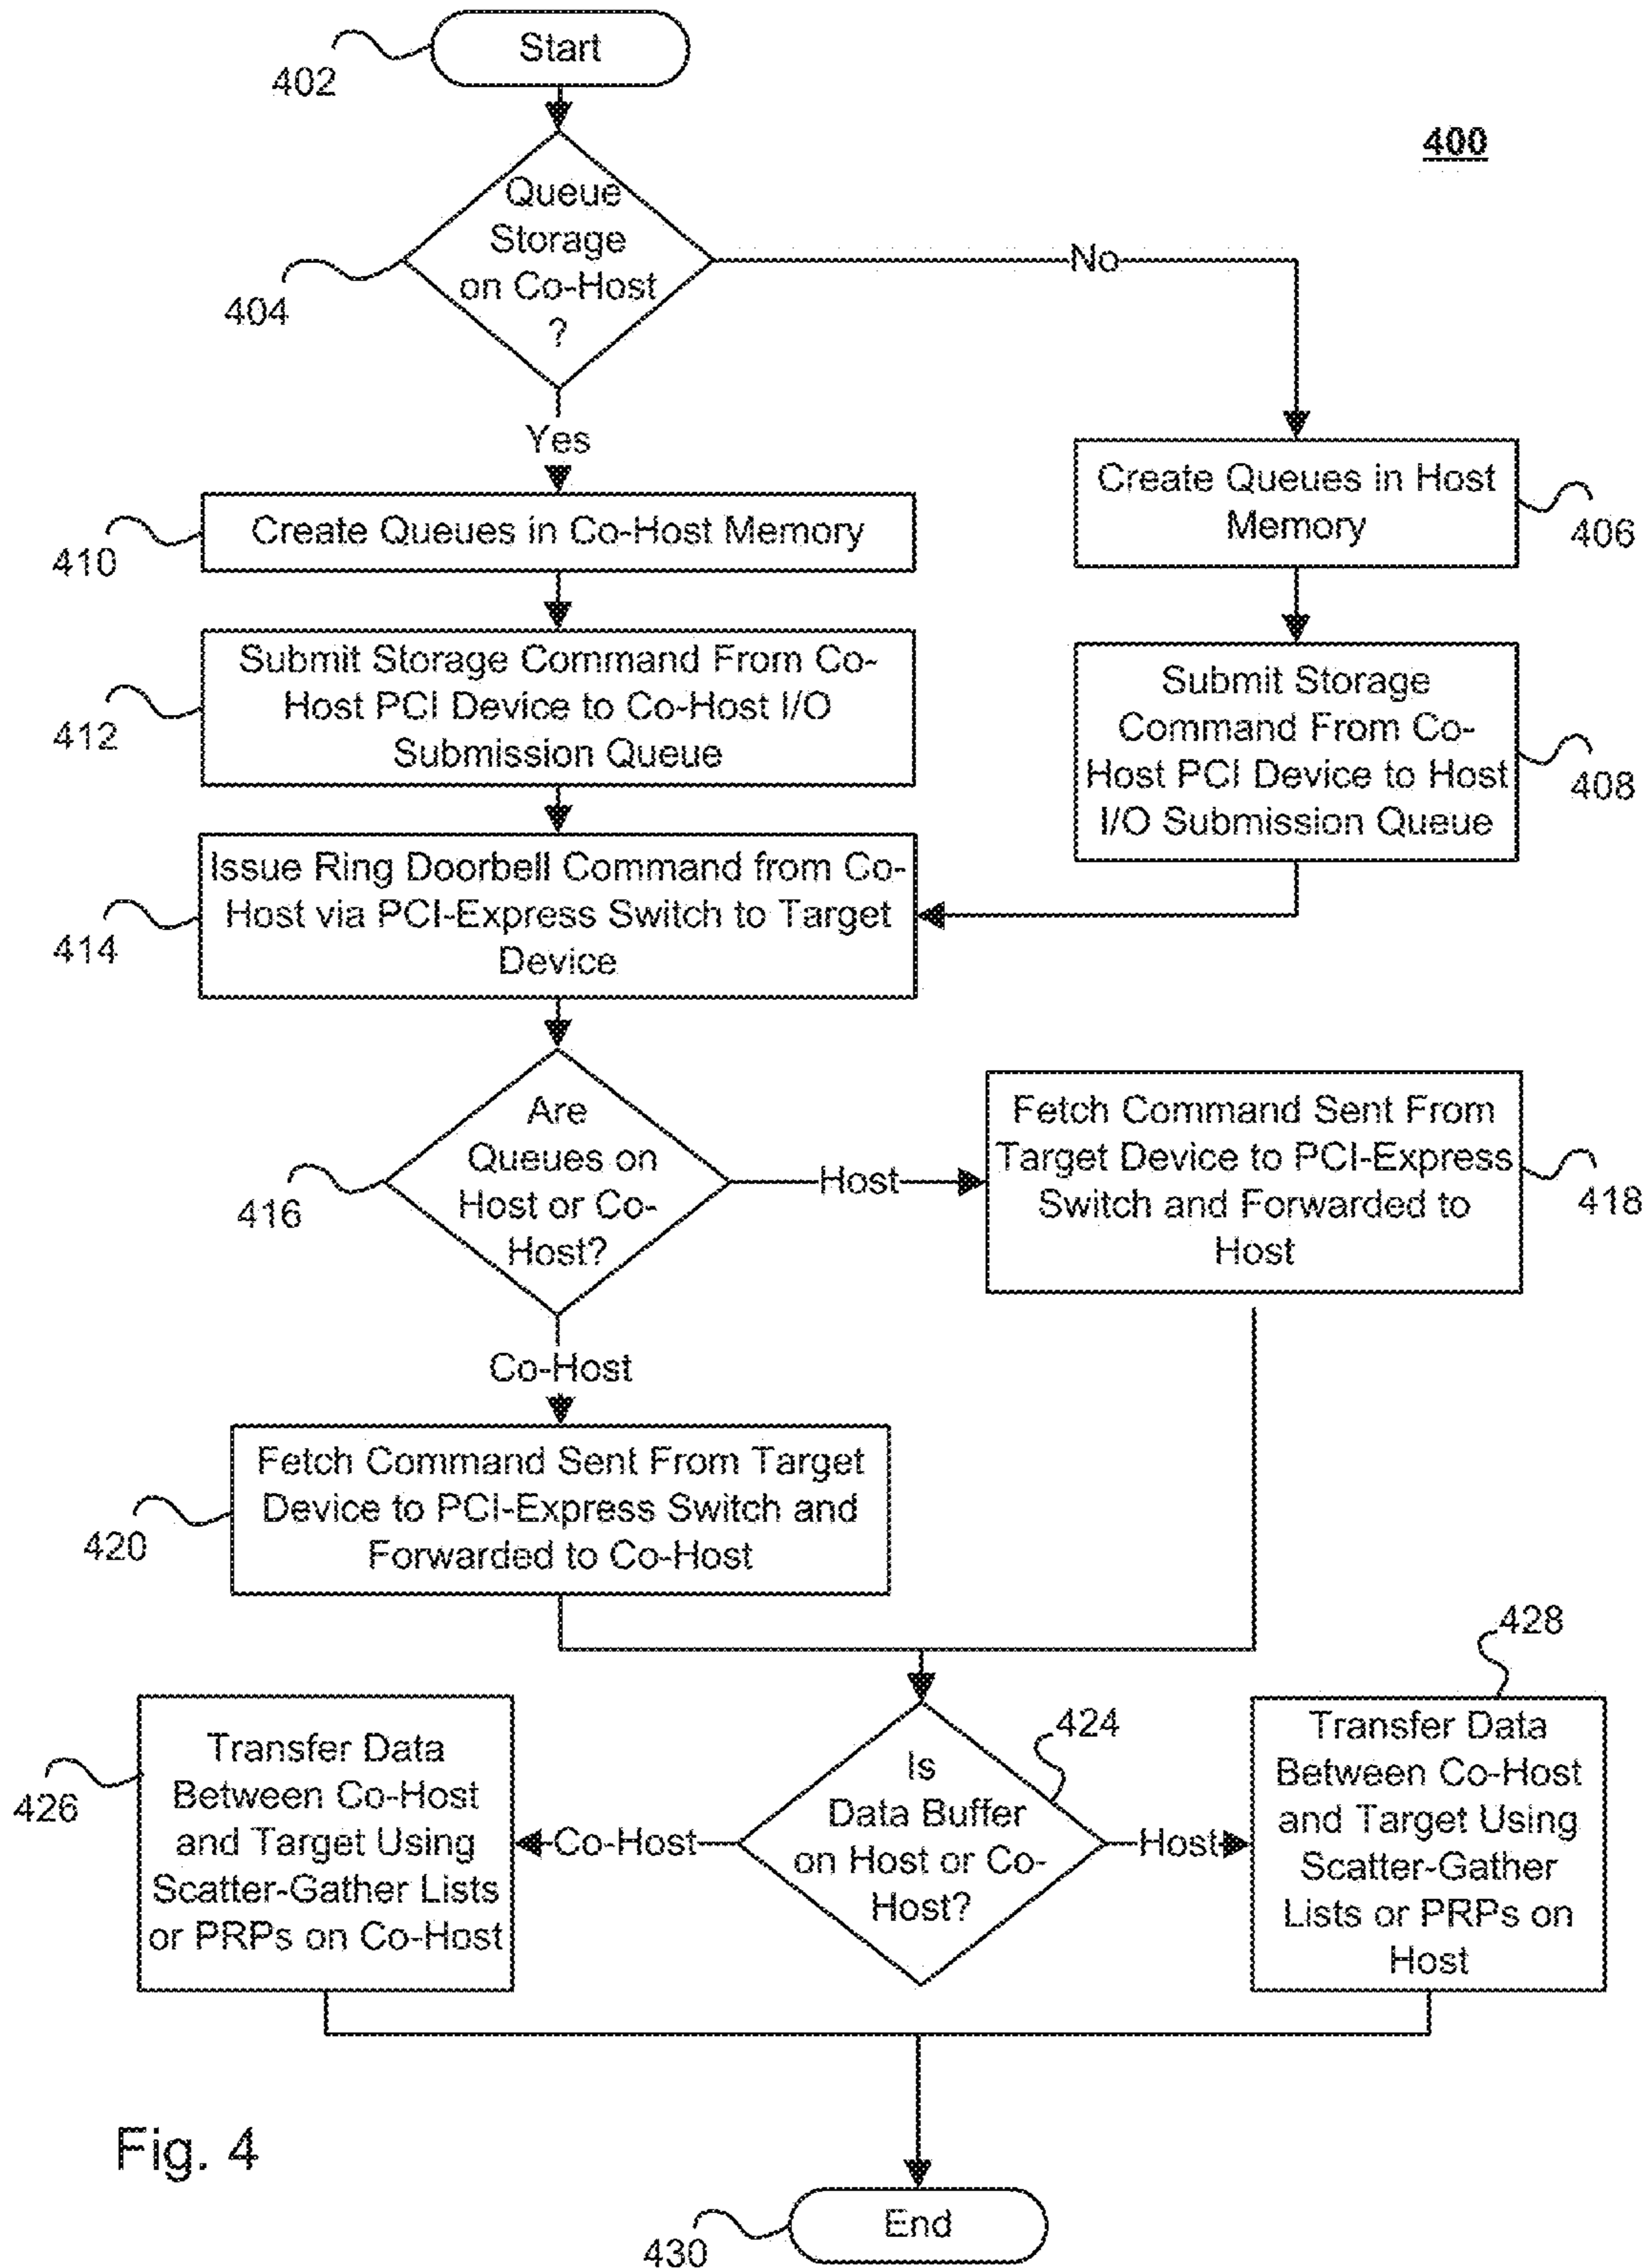 Start
402
400
Queue
Storage
on Co-Host
?
404
No
Yes
Create Queues in Host
Memory
406
Create Queues in Co-Host Memory
410
Submit Storage Command From Co-
Host PCI Device to Co-Host I/O
Submission Queue
412
Submit Storage
Command From Co-
Host PCI Device to Host
I/O Submission Queue
408
Issue Ring Doorbell Command from Co-
Host via PCI-Express Switch to Target
Device
414
Are
Queues on
Host or Co-
Host?
416
Host
Fetch Command Sent From
Target Device to PCI-Express
Switch and Forwarded to
Host
418
Co-Host
Fetch Command Sent From Target
Device to PCI-Express Switch and
Forwarded to Co-Host
420
428
424
Transfer Data
Between Co-Host
and Target Using
Scatter-Gather Lists
or PRPs on Co-Host
426
Co-Host
Is
Data Buffer
on Host or Co-
Host?
Host
Transfer Data
Between Co-Host
and Target Using
Scatter-Gather
Lists or PRPs on
Host
Fig. 4
End
430